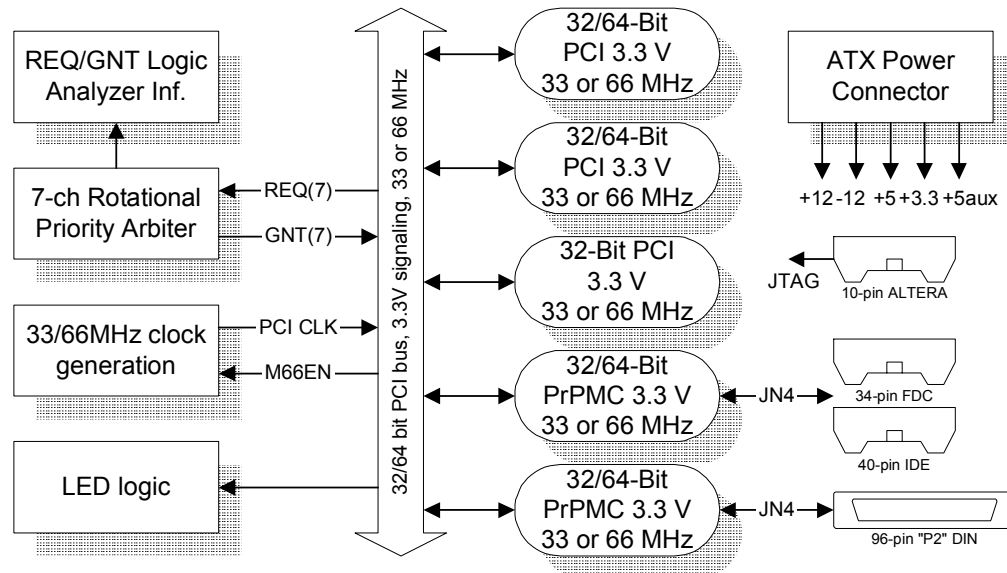 REQ/GNT Logic
Analyzer Inf.
7-ch Rotational
Priority Arbiter
REQ(7)
GNT(7)
33/66MHz clock
generation
PCI CLK
M66EN
LED logic
32/64 bit PCI bus, 3.3V signaling, 33 or 66 MHz
32/64-Bit
PCI 3.3 V
33 or 66 MHz
32/64-Bit
PCI 3.3 V
33 or 66 MHz
32-Bit PCI
3.3 V
33 or 66 MHz
32/64-Bit
PrPMC 3.3 V
33 or 66 MHz
32/64-Bit
PrPMC 3.3 V
33 or 66 MHz
ATX Power
Connector
+12 -12 +5 +3.3 +5aux
JTAG
10-pin ALTERA
JN4
34-pin FDC
40-pin IDE
JN4
96-pin "P2" DIN